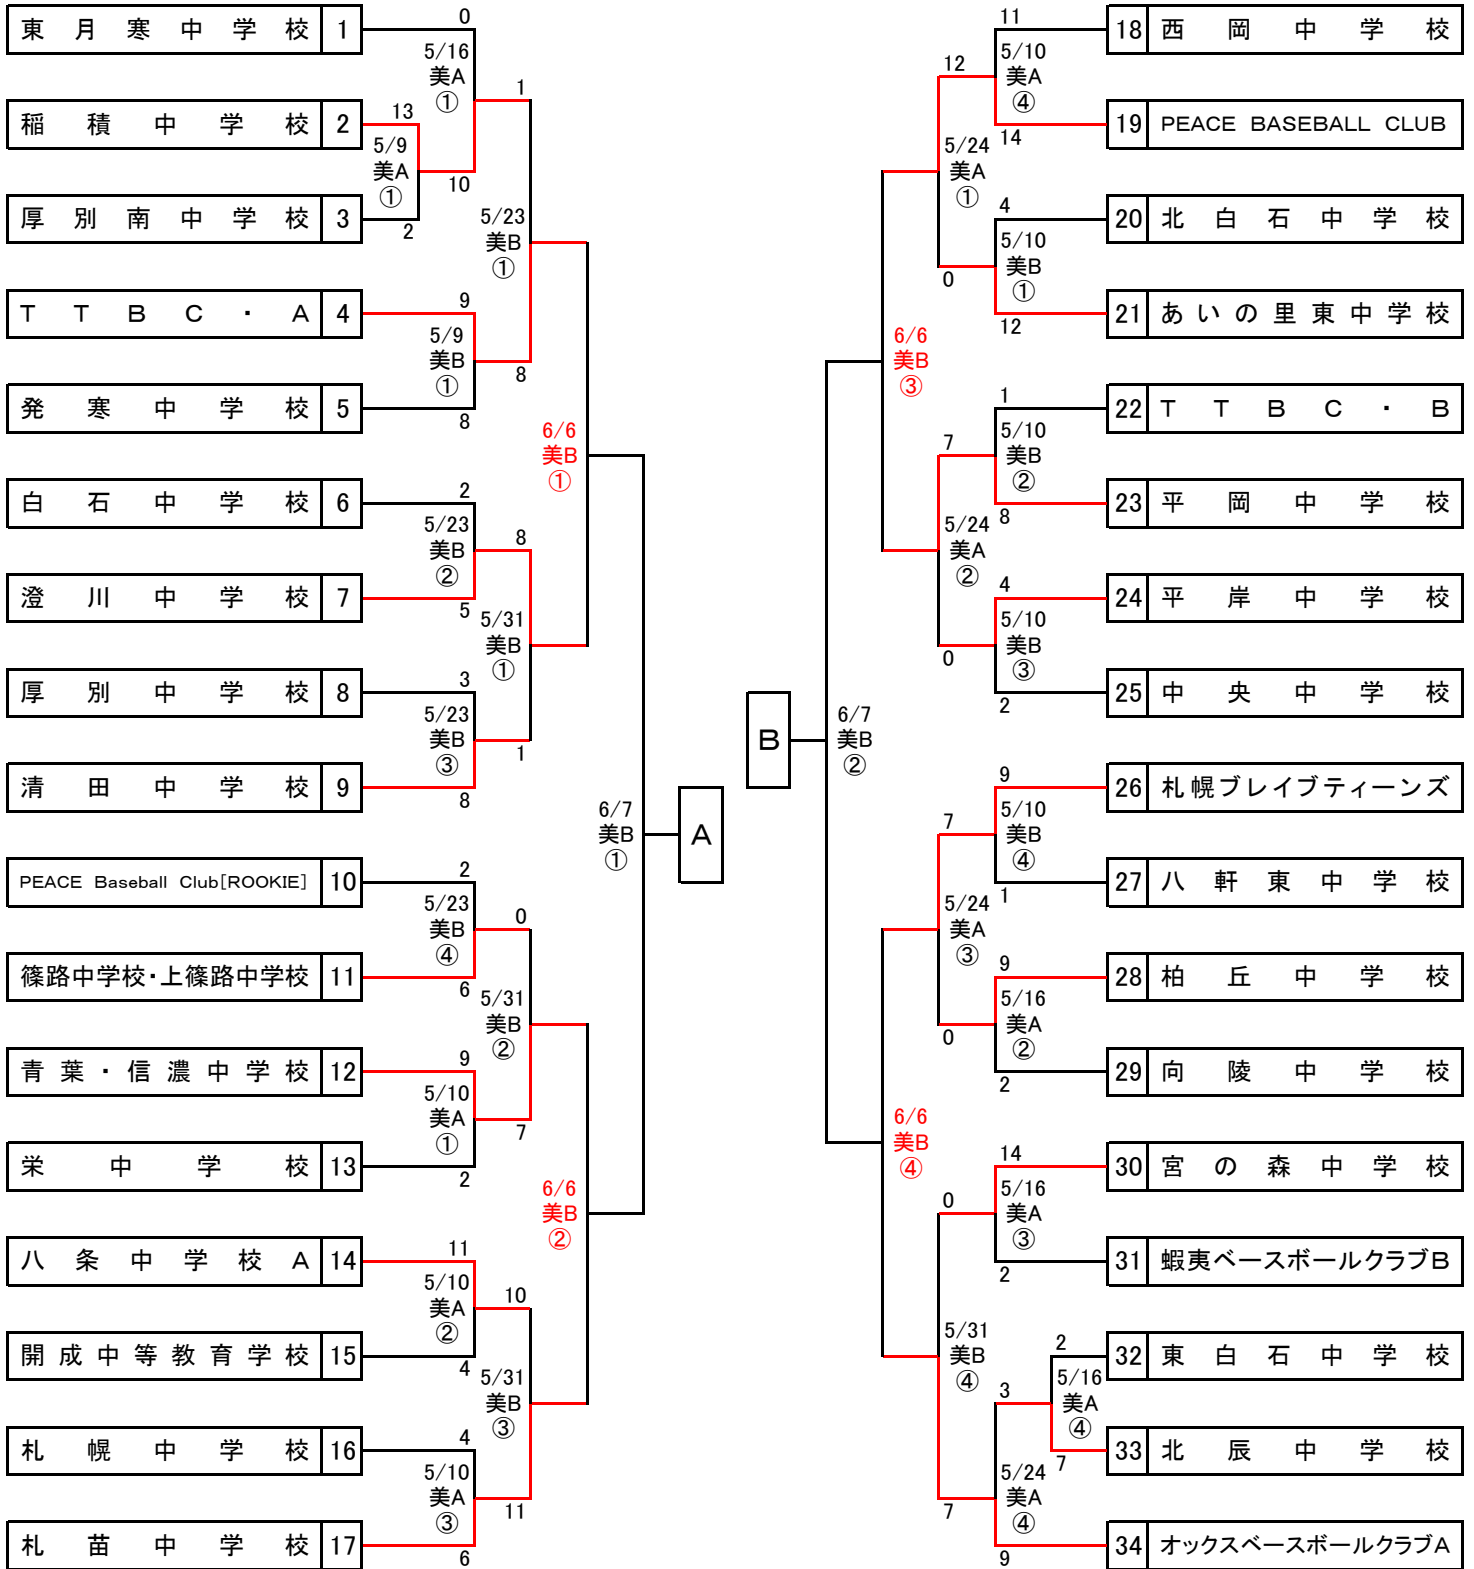 東月寒中学校 1
0
5/16
美A
①
1
稲積中学校 2
13
5/9
美A
①
10
厚別南中学校 3
2
5/23
美B
①
TTBC・A 4
9
5/9
美B
①
8
発寒中学校 5
8
6/6
美B
①
白石中学校 6
2
5/23
美B
②
8
澄川中学校 7
5
5/31
美B
①
厚別中学校 8
3
5/23
美B
③
1
清田中学校 9
8
6/7
美B
①
A
PEACE Baseball Club[ROOKIE] 10
2
5/23
美B
④
0
篠路中学校・上篠路中学校 11
6
5/31
美B
②
青葉・信濃中学校 12
9
5/10
美A
①
7
栄中学校 13
2
6/6
美B
②
八条中学校A 14
11
5/10
美A
②
10
開成中等教育学校 15
4
5/31
美B
③
札幌中学校 16
4
5/10
美A
③
11
札苗中学校 17
6
11
18 西岡中学校
12
5/10
美A
④
14
19 PEACE BASEBALL CLUB
5/24
美A
①
4
20 北白石中学校
0
5/10
美B
①
12
21 あいの里東中学校
6/6
美B
③
1
22 TTBC・B
7
5/10
美B
②
8
23 平岡中学校
5/24
美A
②
4
24 平岸中学校
0
5/10
美B
③
2
25 中央中学校
B
6/7
美B
②
9
26 札幌ブレイブティーンズ
7
5/10
美B
④
1
27 八軒東中学校
5/24
美A
③
9
28 柏丘中学校
0
5/16
美A
②
2
29 向陵中学校
6/6
美B
④
14
30 宮の森中学校
0
5/16
美A
③
2
31 蝦夷ベースボールクラブB
5/31
美B
④
2
32 東白石中学校
3
5/16
美A
④
7
33 北辰中学校
5/24
美A
④
7
9
34 オックスベースボールクラブA